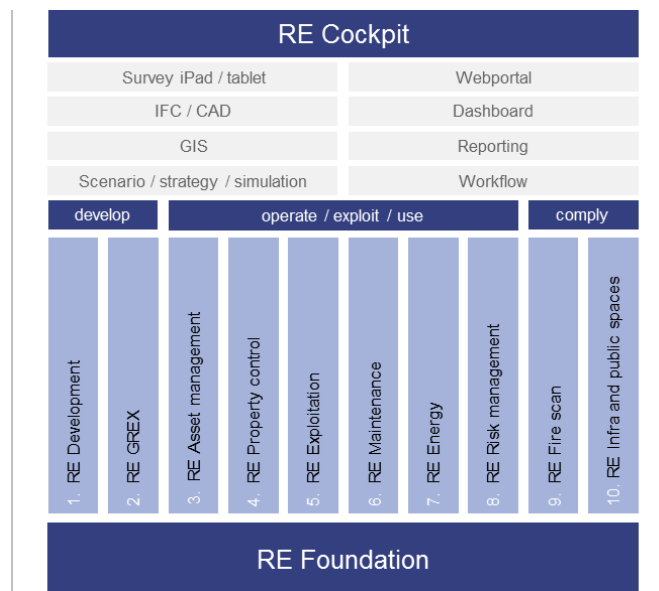 RE Cockpit
Survey iPad / tablet
Webportal
IFC / CAD
Dashboard
GIS
Reporting
Scenario / strategy / simulation
Workflow
develop
operate / exploit / use
comply
1. RE Development
2. RE GREX
3. RE Asset management
4. RE Property control
5. RE Exploitation
6. RE Maintenance
7. RE Energy
8. RE Risk management
9. RE Fire scan
10. RE Infra and public spaces
RE Foundation